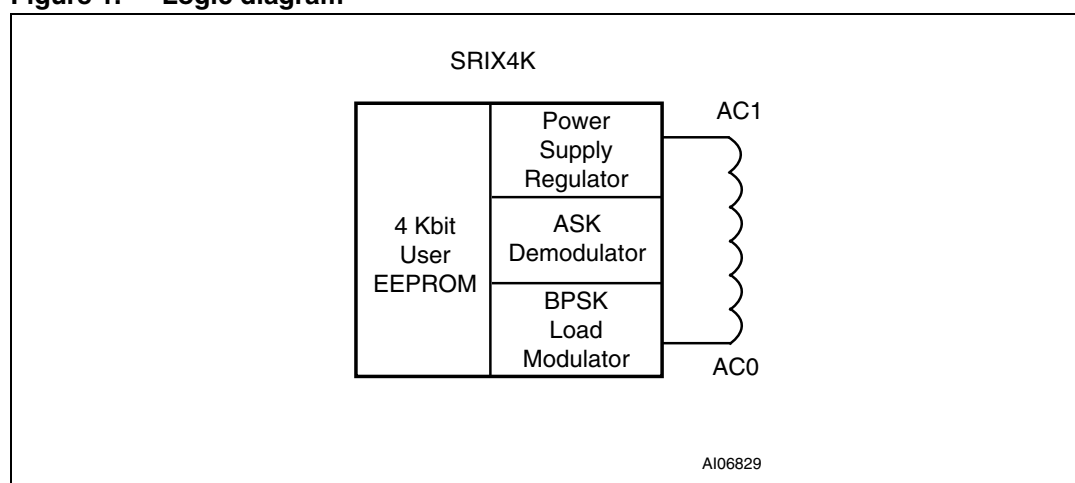 Figure 1. Logic diagram
SRIX4K
AC1
Power
Supply
Regulator
4 Kbit
User
EEPROM
ASK
Demodulator
BPSK
Load
Modulator
AC0
AI06829